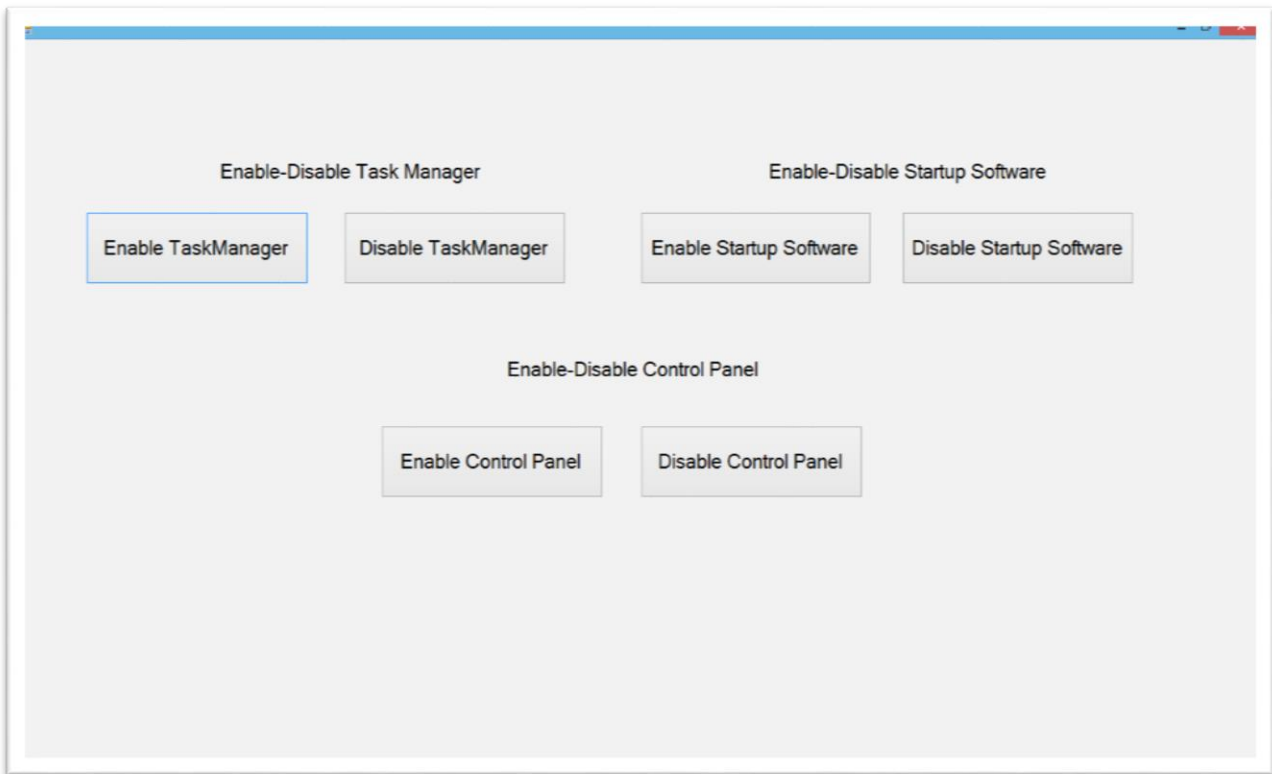 Enable-Disable Task Manager
Enable-Disable Startup Software
Enable TaskManager
Disable TaskManager
Enable Startup Software
Disable Startup Software
Enable-Disable Control Panel
Enable Control Panel
Disable Control Panel